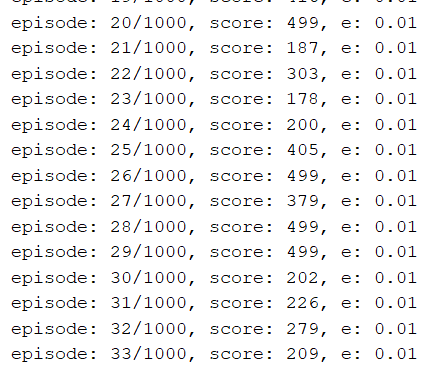 episode: 20/1000, score: 499, e: 0.01
episode: 21/1000, score: 187, e: 0.01
episode: 22/1000, score: 303, e: 0.01
episode: 23/1000, score: 178, e: 0.01
episode: 24/1000, score: 200, e: 0.01
episode: 25/1000, score: 405, e: 0.01
episode: 26/1000, score: 499, e: 0.01
episode: 27/1000, score: 379, e: 0.01
episode: 28/1000, score: 499, e: 0.01
episode: 29/1000, score: 499, e: 0.01
episode: 30/1000, score: 202, e: 0.01
episode: 31/1000, score: 226, e: 0.01
episode: 32/1000, score: 279, e: 0.01
episode: 33/1000, score: 209, e: 0.01